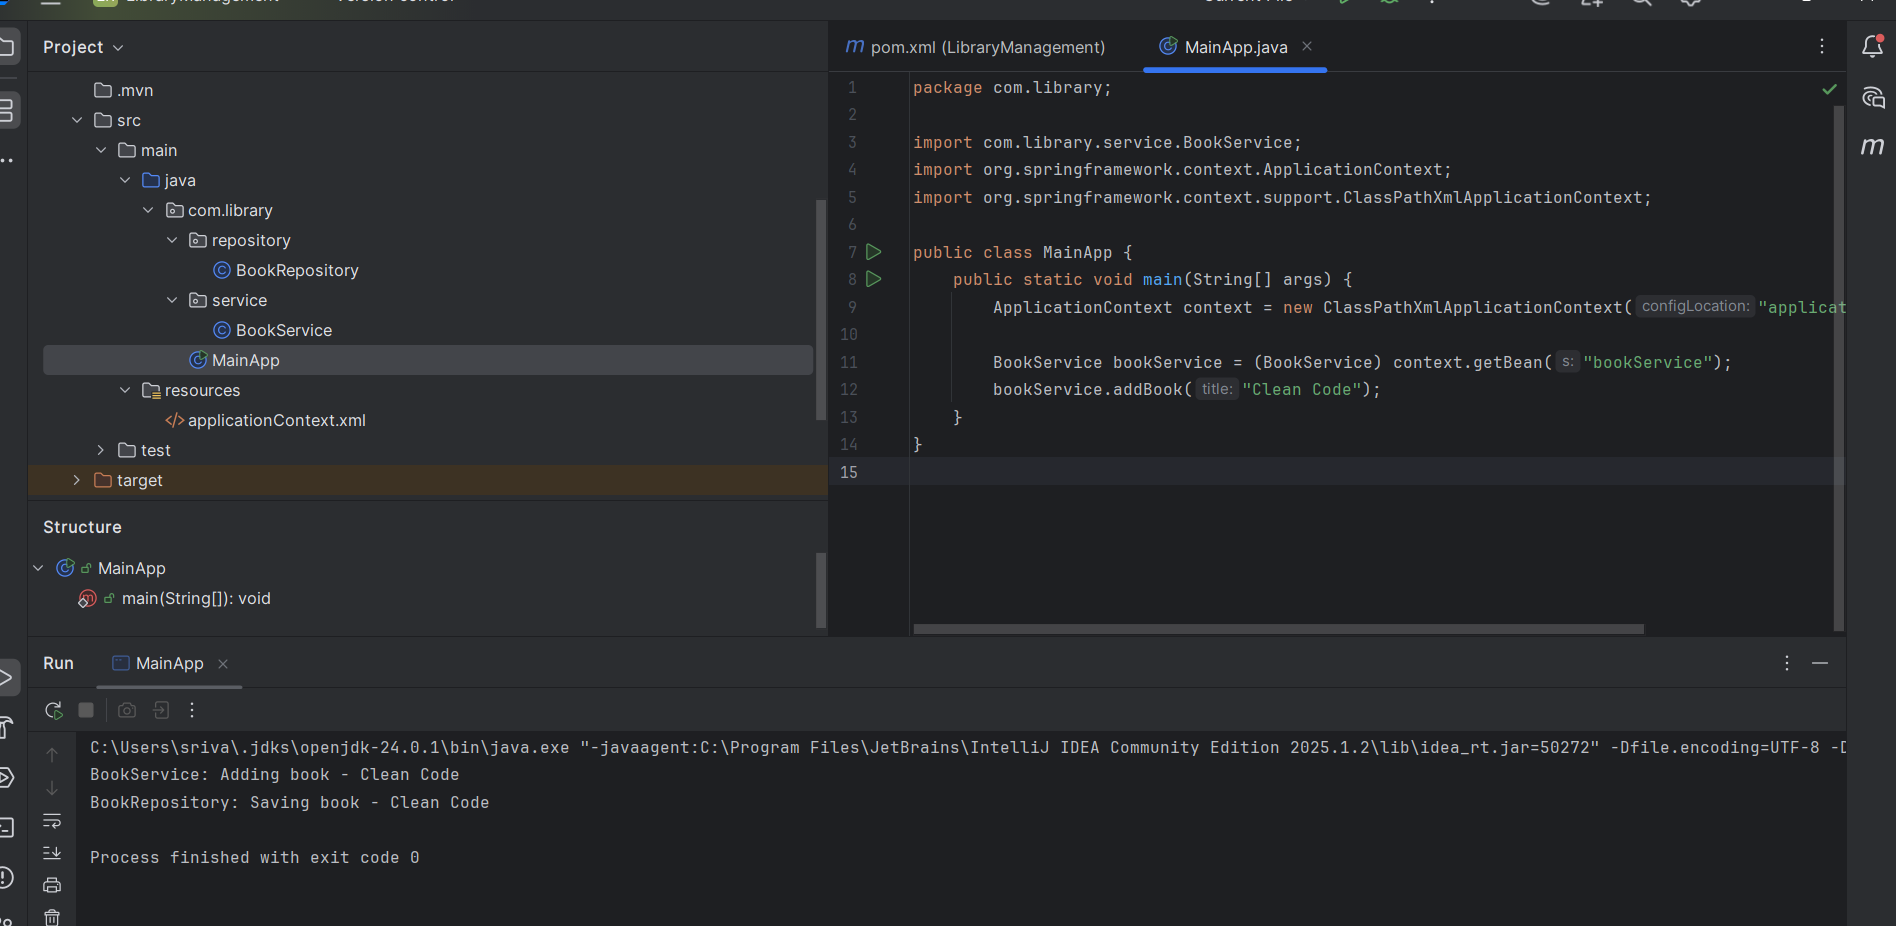 LibraryManagement
Version control
Current File
Project
.mvn
src
main
java
com.library
repository
BookRepository
service
BookService
MainApp
resources
applicationContext.xml
test
target
Structure
MainApp
main(String[]): void
pom.xml (LibraryManagement)
MainApp.java
1 package com.library;
2
3 import com.library.service.BookService;
4 import org.springframework.context.ApplicationContext;
5 import org.springframework.context.support.ClassPathXmlApplicationContext;
6
7 public class MainApp {
8 public static void main(String[] args) {
9 ApplicationContext context = new ClassPathXmlApplicationContext( configLocation: "applicat
10
11 BookService bookService = (BookService) context.getBean( s: "bookService");
12 bookService.addBook( title: "Clean Code");
13 }
14 }
15
m
Run
MainApp
C:\Users\sriva\.jdks\openjdk-24.0.1\bin\java.exe "-javaagent:C:\Program Files\JetBrains\IntelliJ IDEA Community Edition 2025.1.2\lib\idea_rt.jar=50272" -Dfile.encoding=UTF-8 -D
BookService: Adding book - Clean Code
BookRepository: Saving book - Clean Code
Process finished with exit code 0